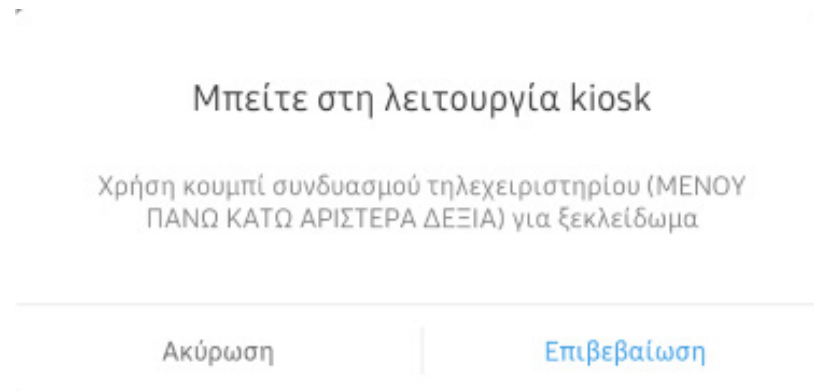 Μπείτε στη λειτουργία kiosk
Χρήση κουμπί συνδυασμού τηλεχειριστηρίου (ΜΕΝΟΥ
ΠΑΝΩ ΚΑΤΩ ΑΡΙΣΤΕΡΑ ΔΕΞΙΑ) για ξεκλείδωμα
Ακύρωση
Επιβεβαίωση